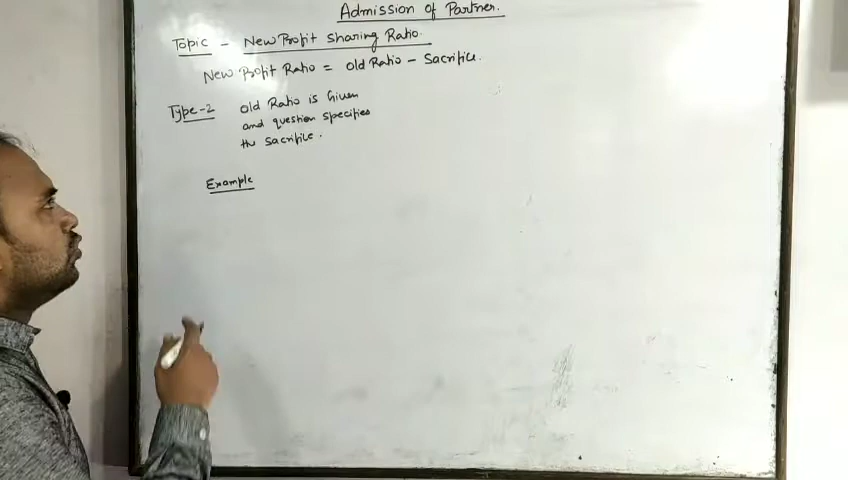 Admission of Partner.
Topic - New Profit Sharing Ratio.
New Profit Ratio = Old Ratio - Sacrifice.
Type-2 Old Ratio is Given
and question specifies
the Sacrifice.
Example